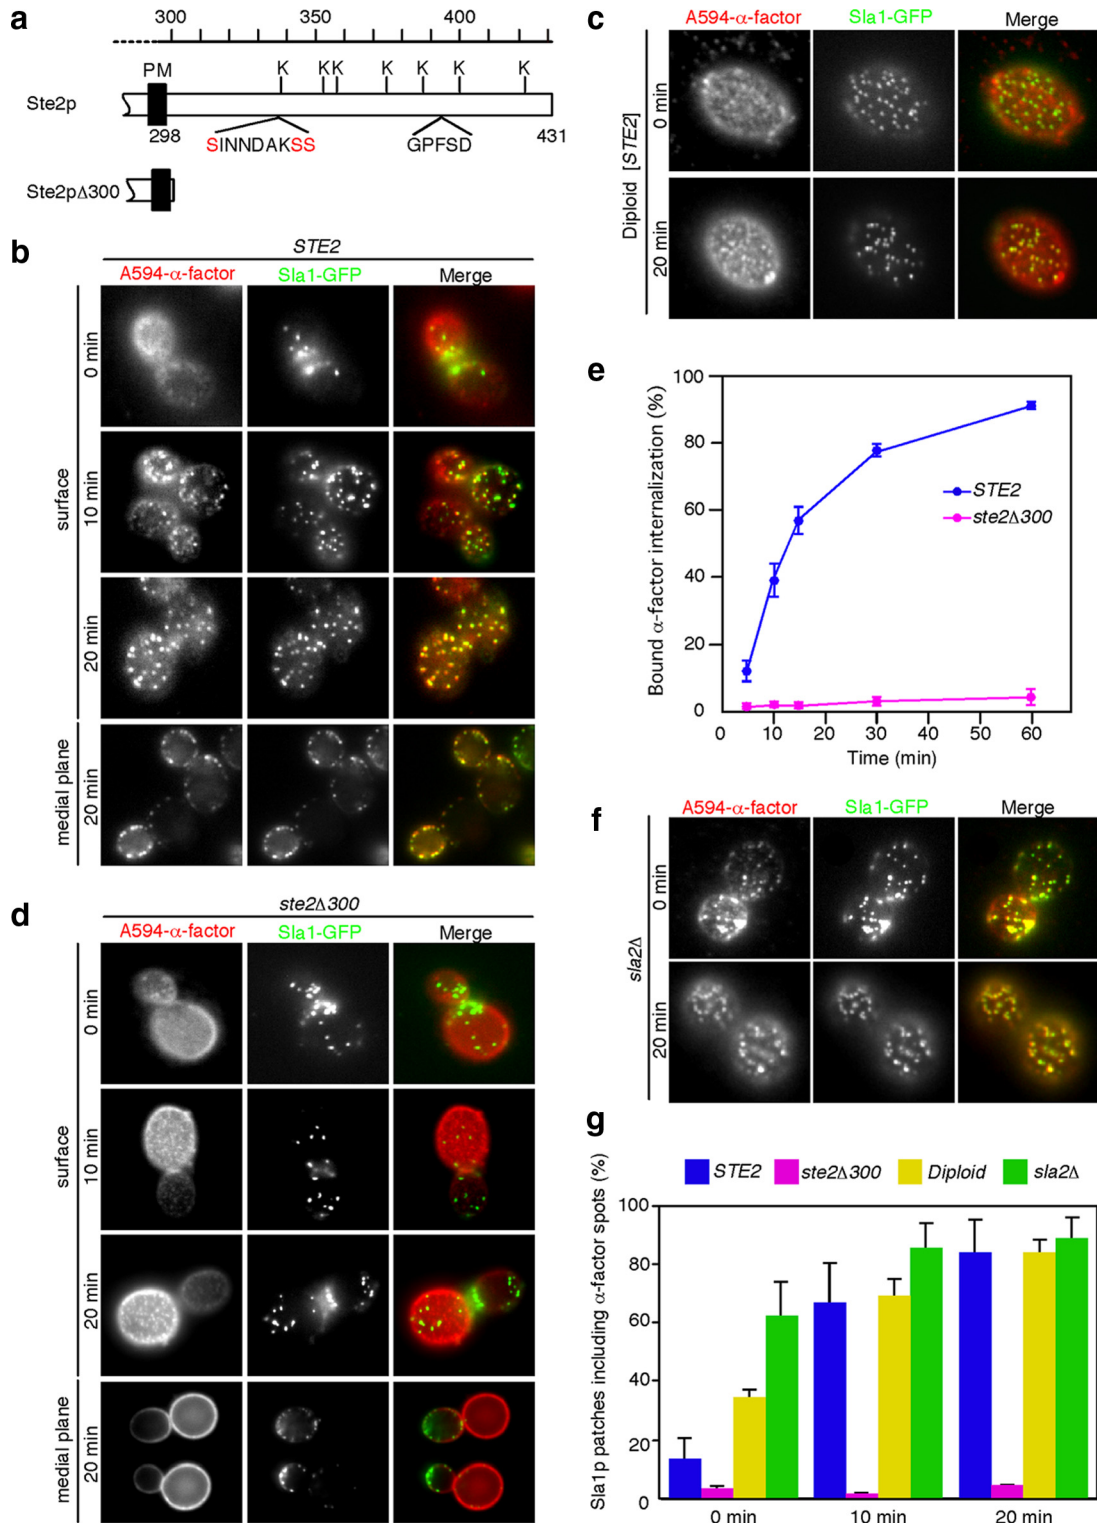 a
300 350 400
PM K K K K K K K
Ste2p
298 SINNDAKSS GPFSD 431
Ste2pΔ300
b
STE2
A594-α-factor Sla1-GFP Merge
0 min
surface
10 min
20 min
medial plane
20 min
c
A594-α-factor Sla1-GFP Merge
Diploid [STE2]
0 min
20 min
d
ste2Δ300
A594-α-factor Sla1-GFP Merge
0 min
surface
10 min
20 min
medial plane
20 min
e
Bound α-factor internalization (%)
100
80
60
40
20
0
STE2
ste2Δ300
0 10 20 30 40 50 60
Time (min)
f
A594-α-factor Sla1-GFP Merge
sla2Δ
0 min
20 min
g
STE2 ste2Δ300 Diploid sla2Δ
Sla1p patches including α-factor spots (%)
100
80
60
40
20
0
0 min 10 min 20 min